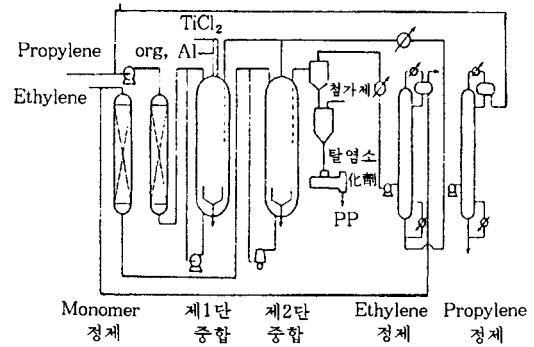 TiCl2
Propylene
org, Al
Ethylene
첨가제
탈염소
化劑
PP
Monomer 제1단 제2단 Ethylene Propylene
정제 중합 중합 정제 정제